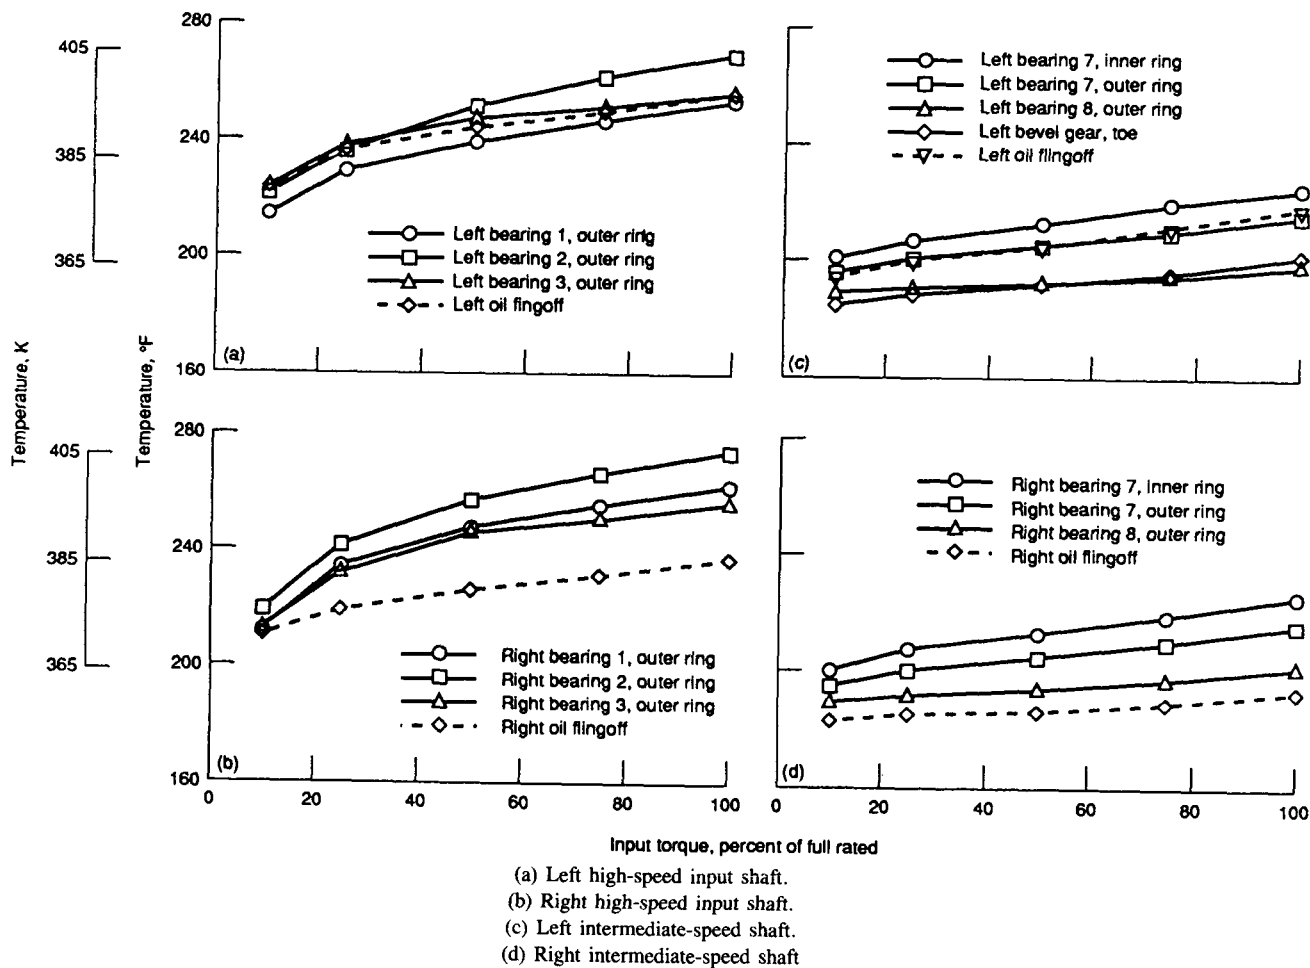 280
405
240
385
200
365
160
(a)
Left bearing 1, outer ring
Left bearing 2, outer ring
Left bearing 3, outer ring
Left oil fingoff
Left bearing 7, inner ring
Left bearing 7, outer ring
Left bearing 8, outer ring
Left bevel gear, toe
Left oil flingoff
(c)
Temperature, K
Temperature, °F
280
405
240
385
200
365
160
(b)
Right bearing 1, outer ring
Right bearing 2, outer ring
Right bearing 3, outer ring
Right oil flingoff
0 20 40 60 80 100
Right bearing 7, inner ring
Right bearing 7, outer ring
Right bearing 8, outer ring
Right oil flingoff
(d)
0 20 40 60 80 100
Input torque, percent of full rated
(a) Left high-speed input shaft.
(b) Right high-speed input shaft.
(c) Left intermediate-speed shaft.
(d) Right intermediate-speed shaft